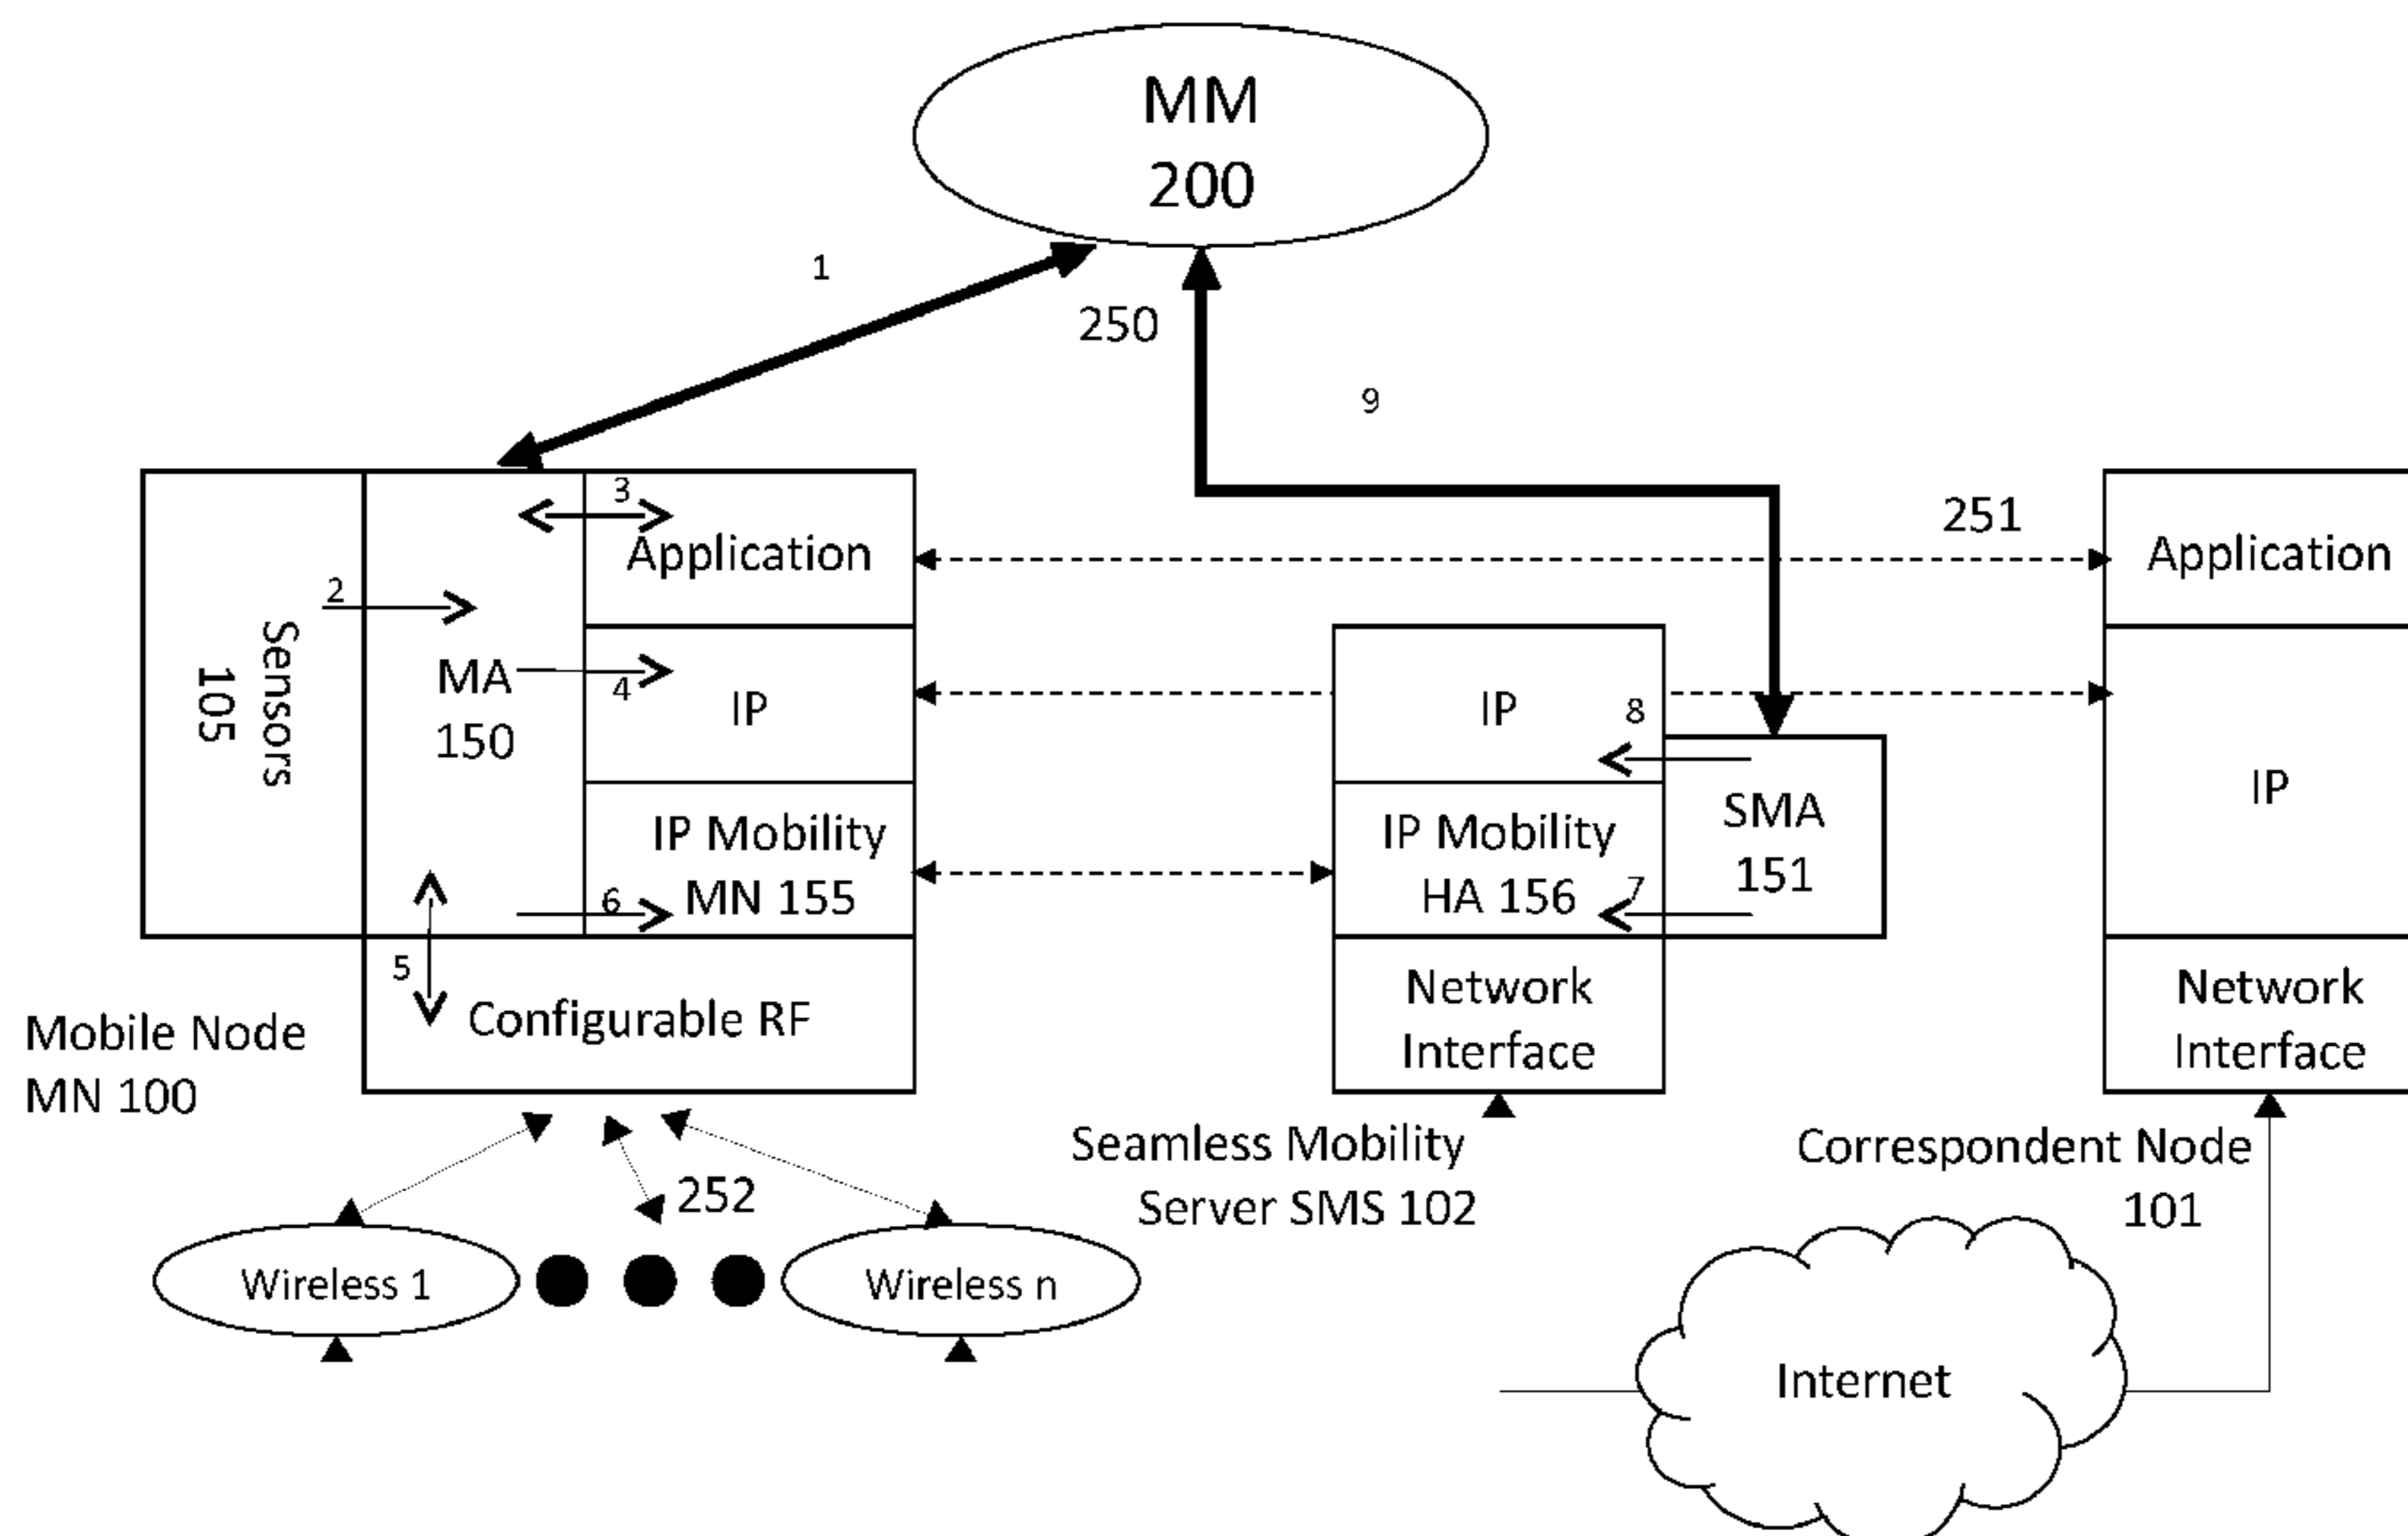 MM
200
1
250
9
3
Application
251
Application
2
Sensors
105
MA
150
4
IP
IP
8
IP
SMA
151
IP Mobility
MN 155
6
IP Mobility
HA 156
7
5
Configurable RF
Network
Interface
Network
Interface
Mobile Node
MN 100
Seamless Mobility
Server SMS 102
Correspondent Node
101
252
Wireless 1
Wireless n
Internet